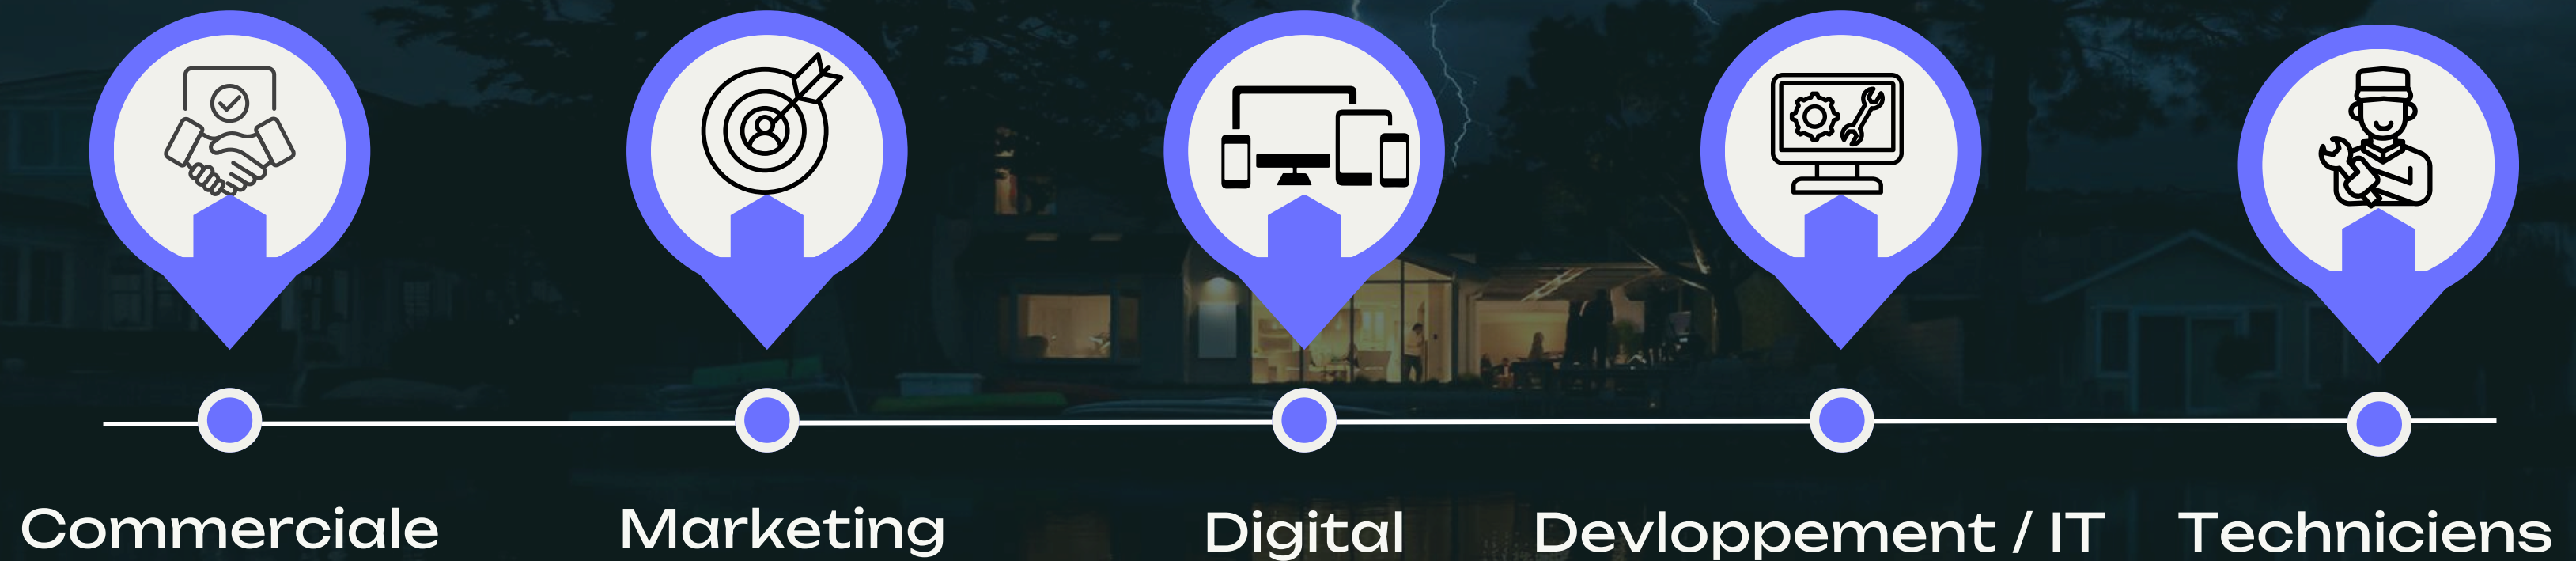 Commerciale
Marketing
Digital
Devloppement / IT
Techniciens